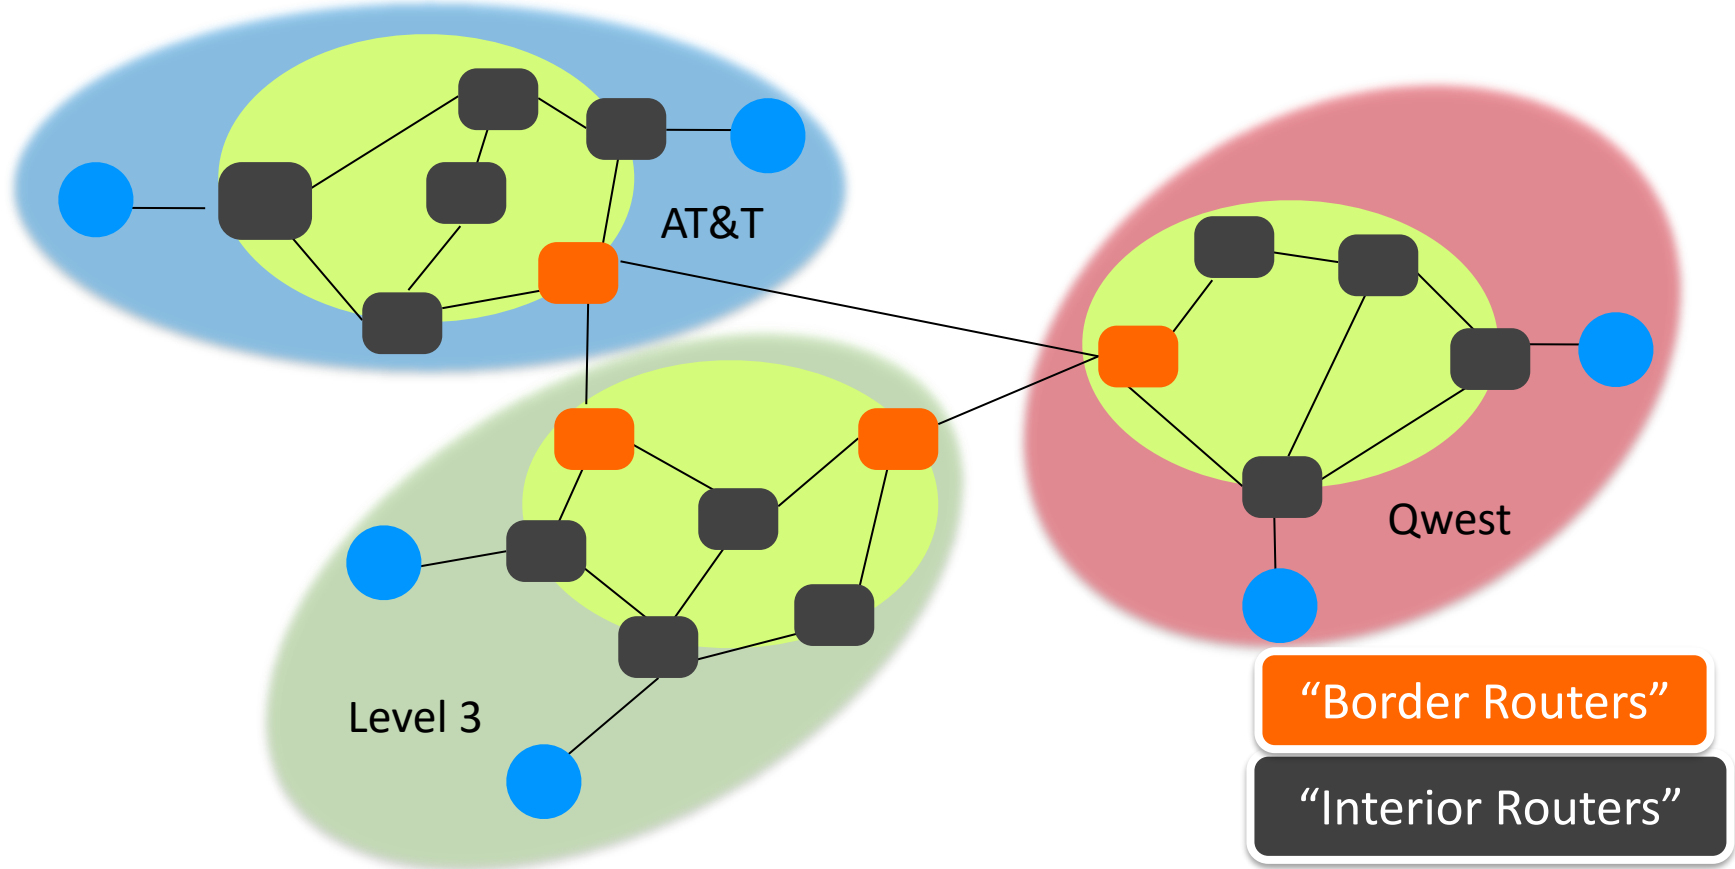 AT&T
Qwest
Level 3
“Border Routers”
“Interior Routers”